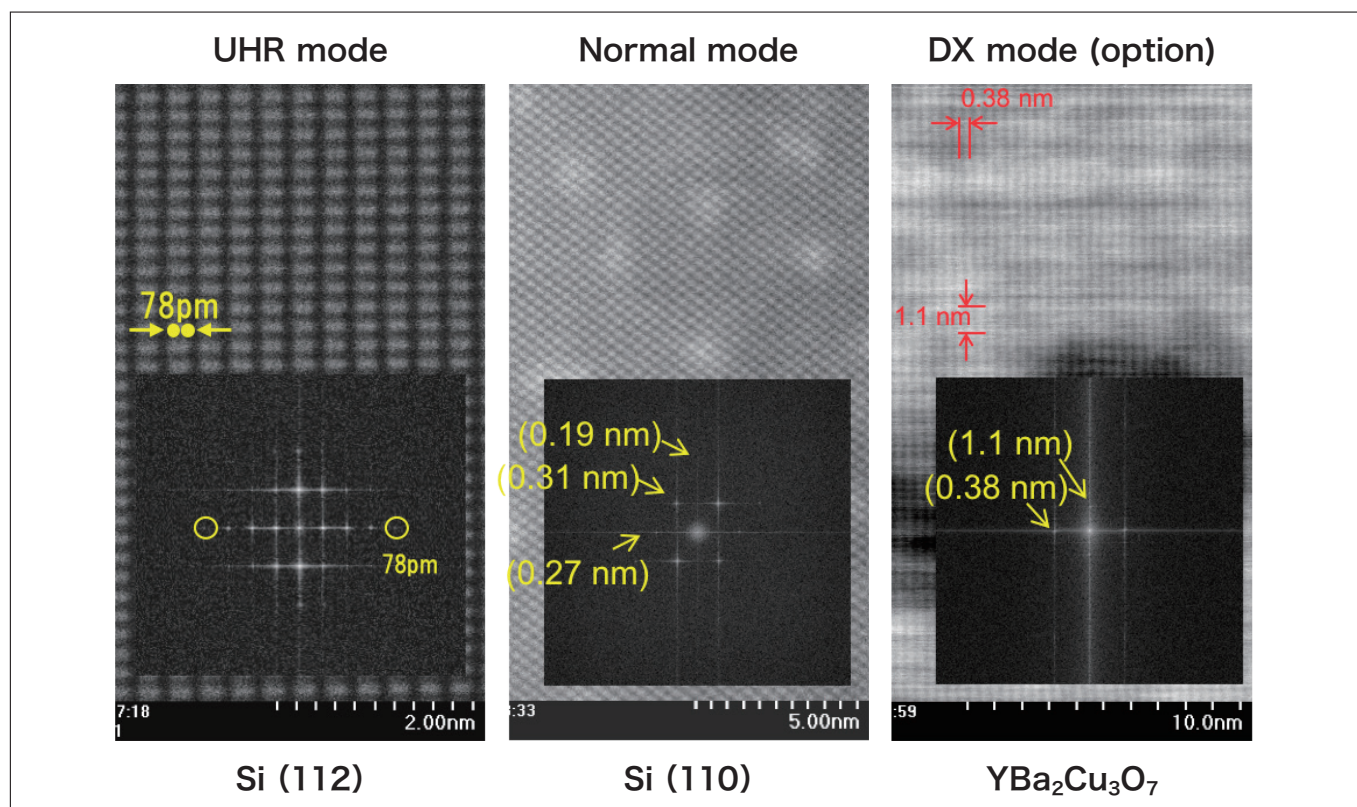 UHR mode
78pm
78pm
7:18
1
2.00nm
Si (112)
Normal mode
(0.19 nm)
(0.31 nm)
(0.27 nm)
:33
5.00nm
Si (110)
DX mode (option)
0.38 nm
1.1 nm
(1.1 nm)
(0.38 nm)
:59
10.0nm
YBa₂Cu₃O₇